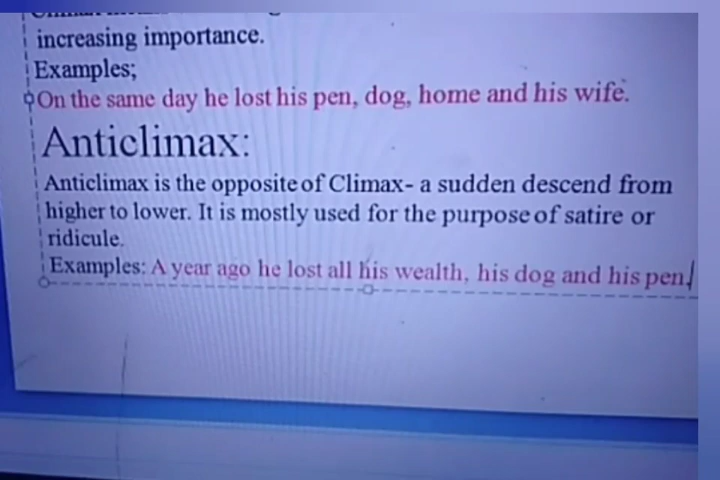 increasing importance.
Examples;
On the same day he lost his pen, dog, home and his wife.
Anticlimax:
Anticlimax is the opposite of Climax- a sudden descend from
higher to lower. It is mostly used for the purpose of satire or
ridicule.
Examples: A year ago he lost all his wealth, his dog and his pen.